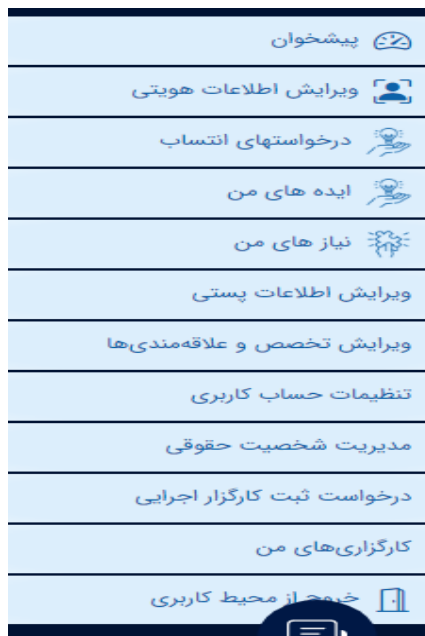 پیشخوان
ویرایش اطلاعات هویتی
درخواستهای انتساب
ایده های من
نیاز های من
ویرایش اطلاعات پستی
ویرایش تخصص و علاقه‌مندی‌ها
تنظیمات حساب کاربری
مدیریت شخصیت حقوقی
درخواست ثبت کارگزار اجرایی
کارگزاری‌های من
خروج از محیط کاربری